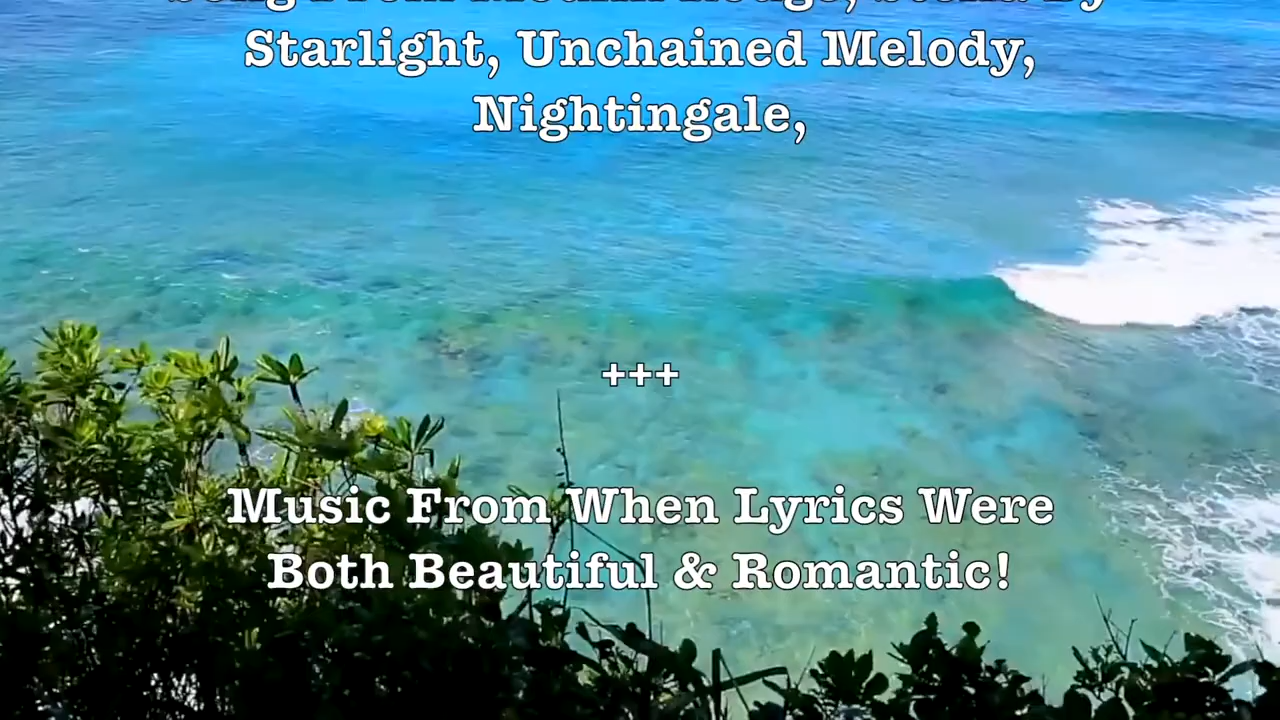 Starlight, Unchained Melody,
Nightingale,
+++
Music From When Lyrics Were
Both Beautiful & Romantic!